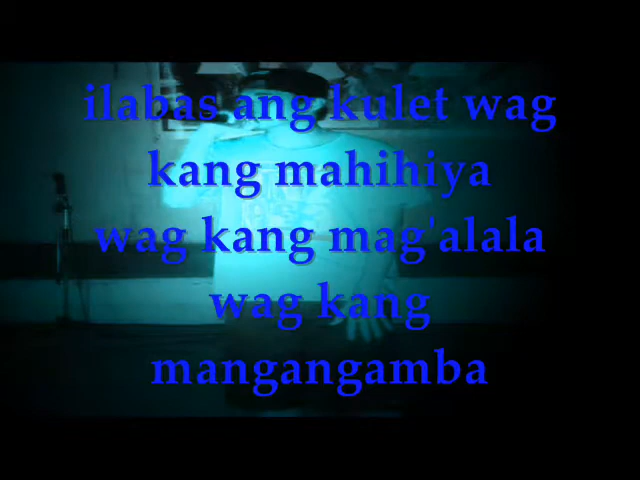 ilabas ang kulet wag
kang mahihiya
wag kang mag'alala
wag kang
mangangamba